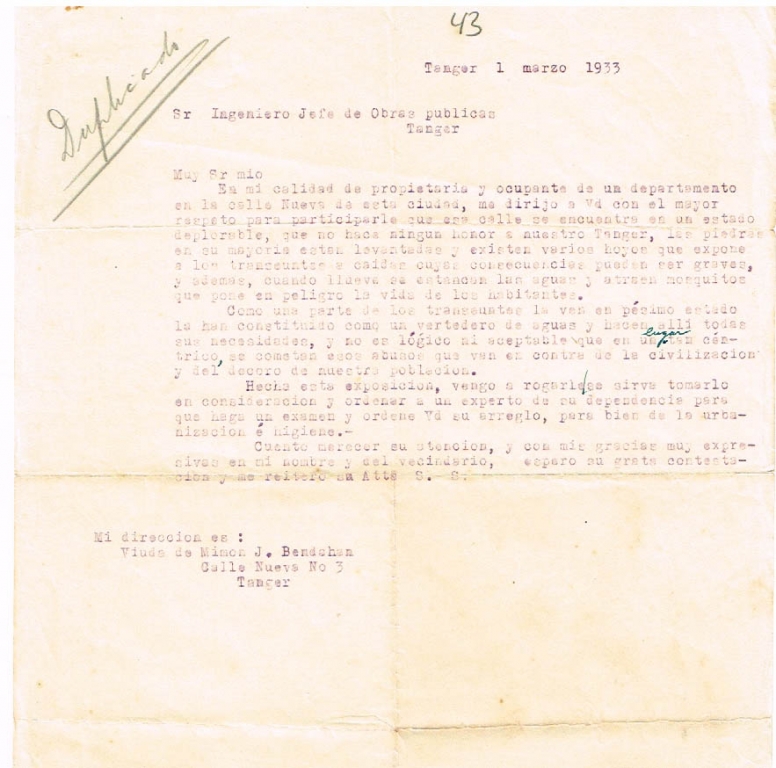 43
Duplicado
Tanger 1 marzo 1933
Sr Ingeniero Jefe de Obras publicas
Tanger
Muy Sr mio
En mi calidad de propietaria y ocupante de un departamento
en la calle Nueva de esta ciudad, me dirijo a Vd con el mayor
respeto para participarle que esa calle se encuentra en un estado
deplorable, que no hace ningun honor a nuestro Tanger, las piedras
en su mayoria estan levantadas y existen varios hoyos que expone
a los transeuntes a caidas cuyas consecuencias pueden ser graves,
y ademas, cuando llueve se estancan las aguas y atraen mosquitos
que pone en peligro la vida de los habitantes.
Como una parte de los transeuntes la ven en pésimo estado
la han constituido como un vertedero de aguas y hacen alli todas
sus necesidades, y no es lógico ni aceptable que en un lugar tan cén-
trico, se cometan esos abusos que van en contra de la civilizacion
y del decoro de nuestra poblacion.
Hecha esta exposicion, vengo a rogarle se sirva tomarlo
en consideracion y ordenar a un experto de su dependencia para
que haga un examen y ordene Vd su arreglo, para bien de la urba-
nizacion é higiene.-
Cuento merecer su atencion, y con mis gracias muy expre-
sivas en mi nombre y del vecindario, espero su grata contesta-
cion y me reitero su Atta S. S.
Mi direccion es :
Viuda de Mimon J. Bendahan
Calle Nueva No 3
Tanger